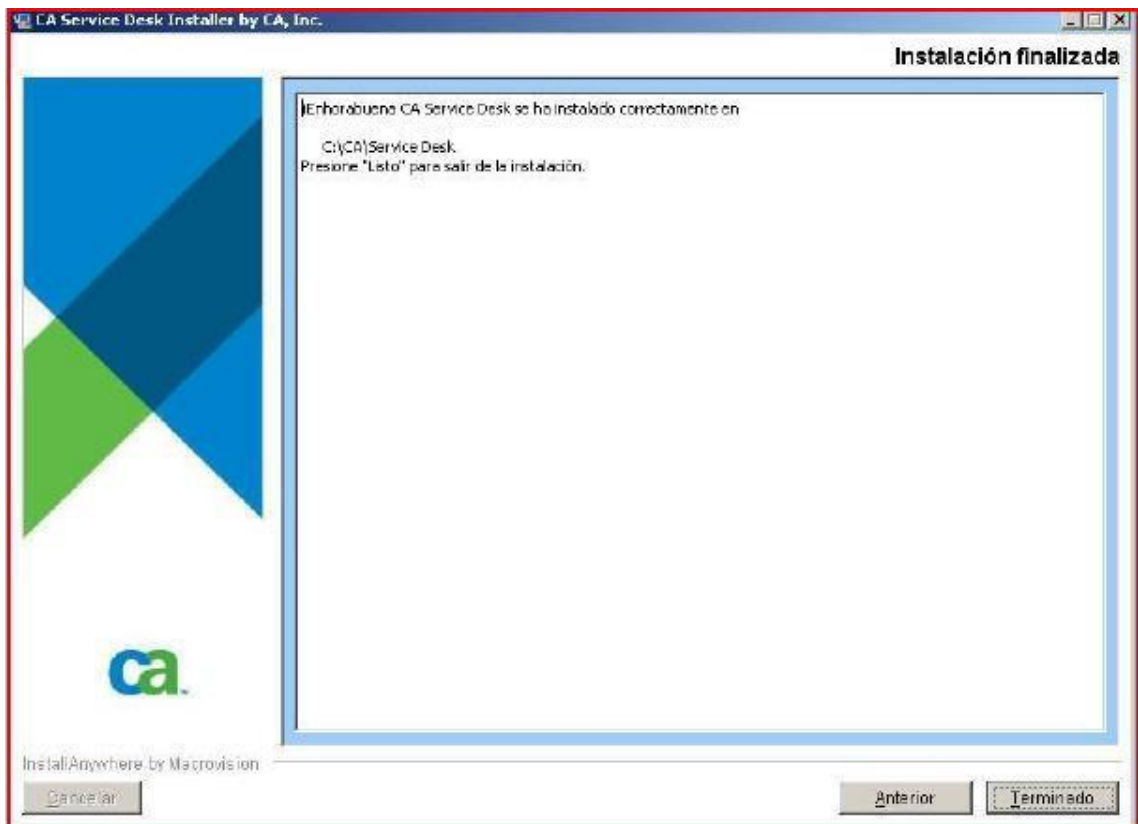 CA Service Desk Installer by CA, Inc.
Instalación finalizada
¡Enhorabuena CA Service Desk se ha instalado correctamente en
C:\CA\Service Desk
Presione "Listo" para salir de la instalación.
ca
InstallAnywhere by Macrovision
Cancelar
Anterior
Terminado